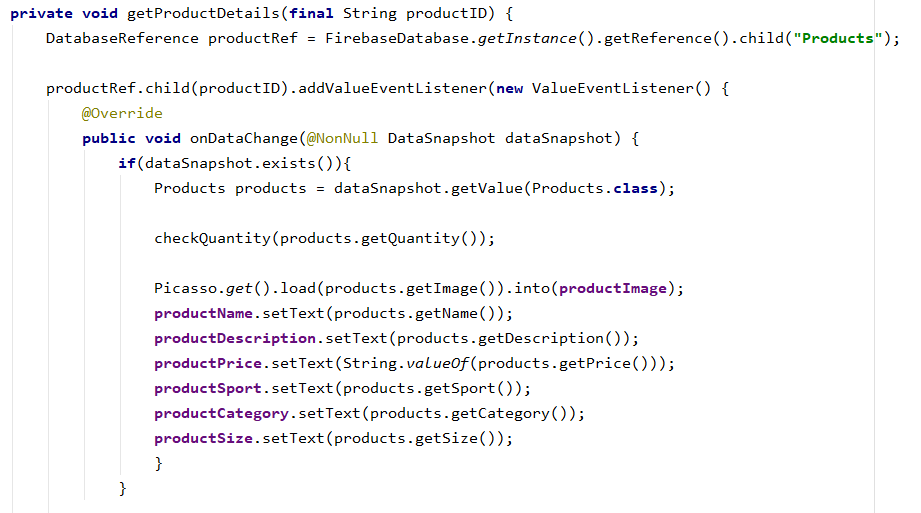 private void getProductDetails(final String productID) {
    DatabaseReference productRef = FirebaseDatabase.getInstance().getReference().child("Products");

    productRef.child(productID).addValueEventListener(new ValueEventListener() {
        @Override
        public void onDataChange(@NonNull DataSnapshot dataSnapshot) {
            if(dataSnapshot.exists()){
                Products products = dataSnapshot.getValue(Products.class);

                checkQuantity(products.getQuantity());

                Picasso.get().load(products.getImage()).into(productImage);
                productName.setText(products.getName());
                productDescription.setText(products.getDescription());
                productPrice.setText(String.valueOf(products.getPrice()));
                productSport.setText(products.getSport());
                productCategory.setText(products.getCategory());
                productSize.setText(products.getSize());
                }
            }